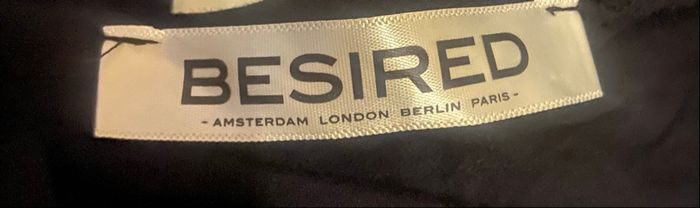 BESIRED
- AMSTERDAM LONDON BERLIN PARIS -